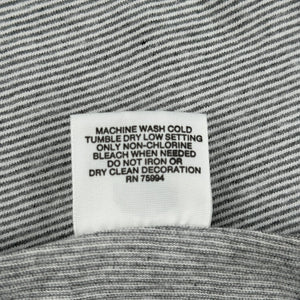 MACHINE WASH COLD
TUMBLE DRY LOW SETTING
ONLY NON-CHLORINE
BLEACH WHEN NEEDED
DO NOT IRON OR
DRY CLEAN DECORATION
RN 75994